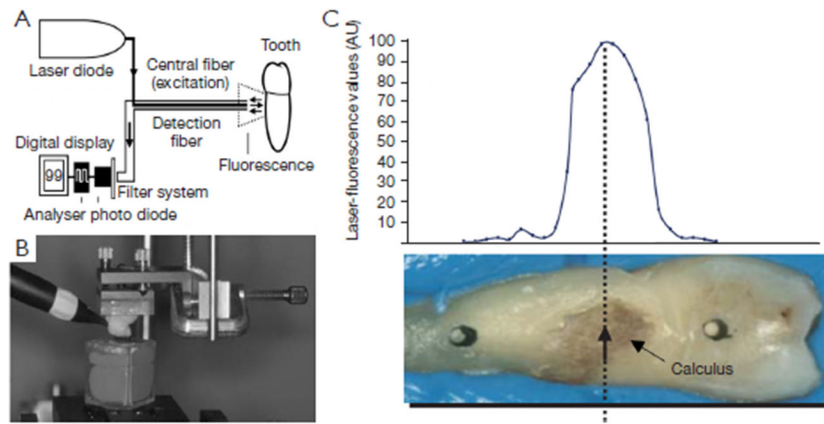 A
Laser diode
Central fiber
(excitation)
Tooth
Detection
fiber
Fluorescence
Digital display
99
Filter system
Analyser photo diode
B
C
Laser-fluorescence values (AU)
100
90
80
70
60
50
40
30
20
10
Calculus